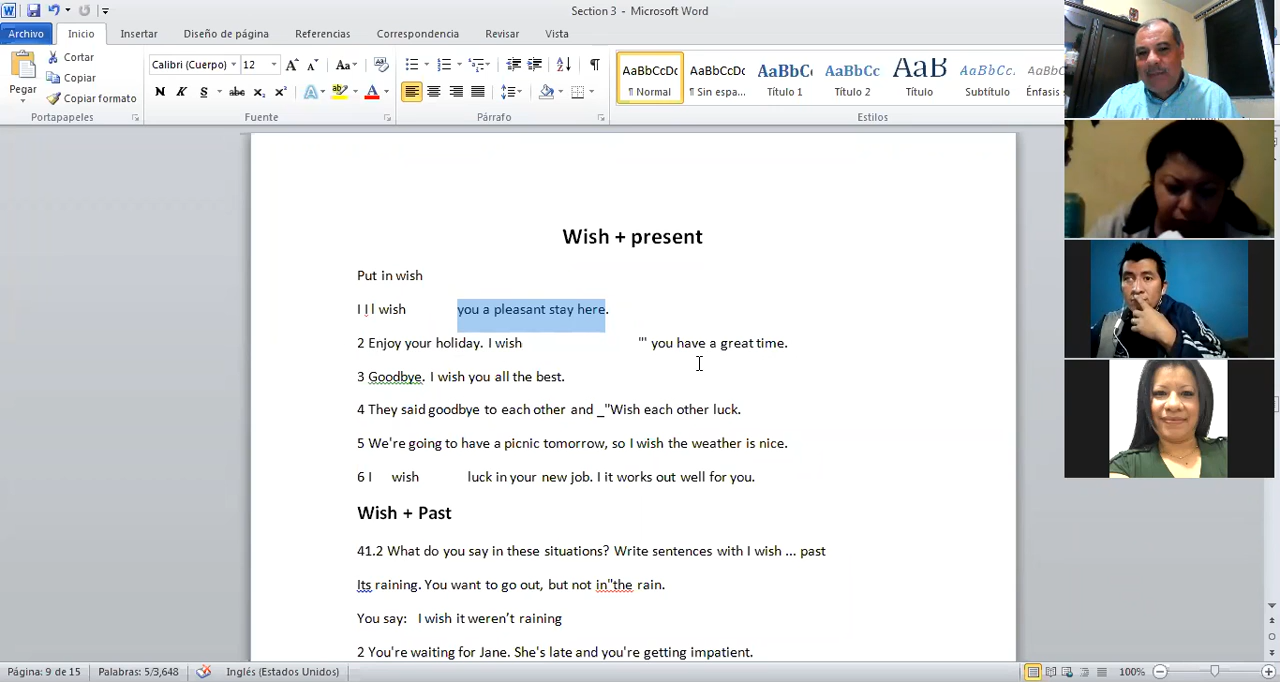 Section 3 - Microsoft Word
Archivo Inicio Insertar Diseño de página Referencias Correspondencia Revisar Vista
Cortar
Copiar
Copiar formato
Pegar
Portapapeles
Calibri (Cuerpo) 12
Fuente
Párrafo
AaBbCcDc AaBbCcDc AaBbC AaBbCc AaB AaBbCc. AaBbC
¶ Normal ¶ Sin espa... Título 1 Título 2 Título Subtítulo Énfasis
Estilos
Wish + present
Put in wish
I I l wish you a pleasant stay here.
2 Enjoy your holiday. I wish "' you have a great time.
3 Goodbye. I wish you all the best.
4 They said goodbye to each other and _"Wish each other luck.
5 We're going to have a picnic tomorrow, so I wish the weather is nice.
6 I wish luck in your new job. I it works out well for you.
Wish + Past
41.2 What do you say in these situations? Write sentences with I wish ... past
Its raining. You want to go out, but not in"the rain.
You say: I wish it weren't raining
2 You're waiting for Jane. She's late and you're getting impatient.
Página: 9 de 15 Palabras: 5/3,648 Inglés (Estados Unidos) 100%